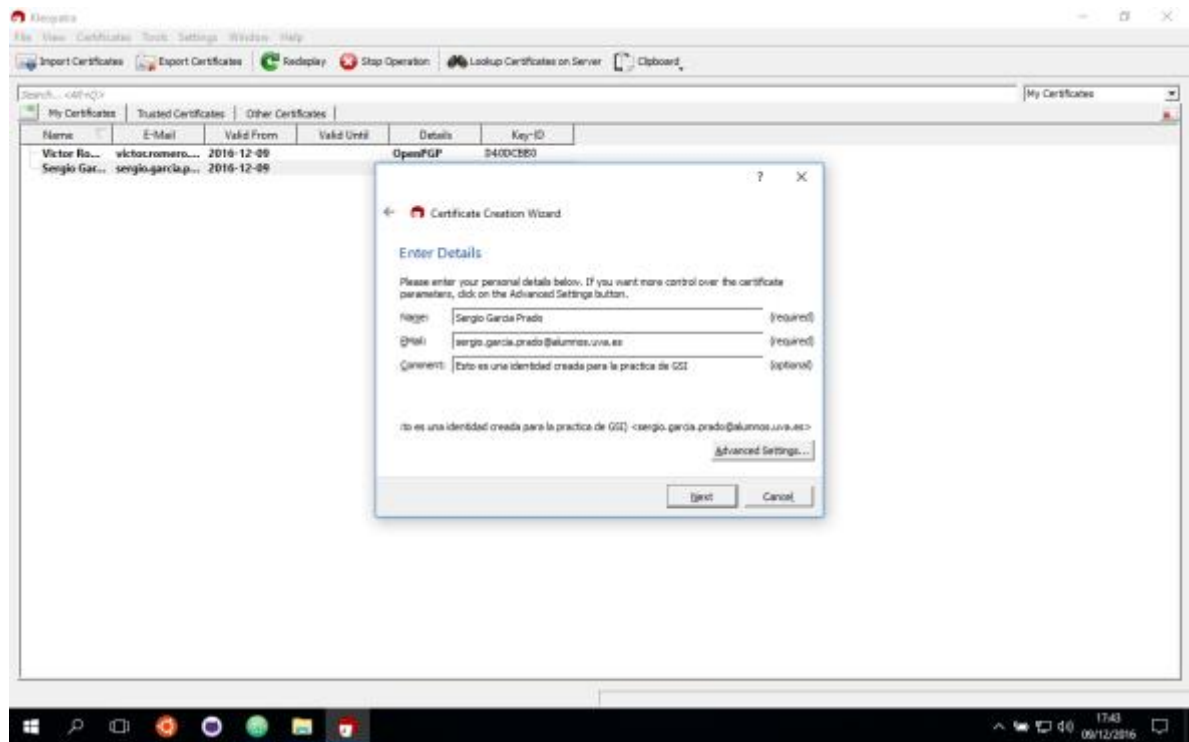 Kleopatra
File View Certificates Tools Settings Window Help
Import Certificates Export Certificates Redisplay Stop Operation Lookup Certificates on Server Clipboard
Search... <Alt+Q> My Certificates
My Certificates Trusted Certificates Other Certificates
Name E-Mail Valid From Valid Until Details Key-ID
Victor Ro... victor.romero.... 2016-12-09 OpenPGP D40DCBB0
Sergio Gar... sergio.garcia.p... 2016-12-09
?
Certificate Creation Wizard
Enter Details
Please enter your personal details below. If you want more control over the certificate
parameters, click on the Advanced Settings button.
Name: Sergio Garcia Prado (required)
EMail: sergio.garcia.prado@alumnos.uva.es (required)
Comment: Esto es una identidad creada para la practica de GSI (optional)
to es una identidad creada para la practica de GSI) <sergio.garcia.prado@alumnos.uva.es>
Advanced Settings...
Next Cancel
17:43
09/12/2016